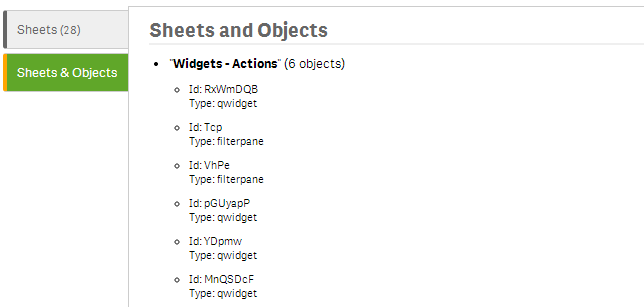 Sheets (28)
Sheets & Objects
Sheets and Objects
"Widgets - Actions" (6 objects)
Id: RxWmDQB
Type: qwidget
Id: Tcp
Type: filterpane
Id: VhPe
Type: filterpane
Id: pGUyapP
Type: qwidget
Id: YDpmw
Type: qwidget
Id: MnQSDcF
Type: qwidget